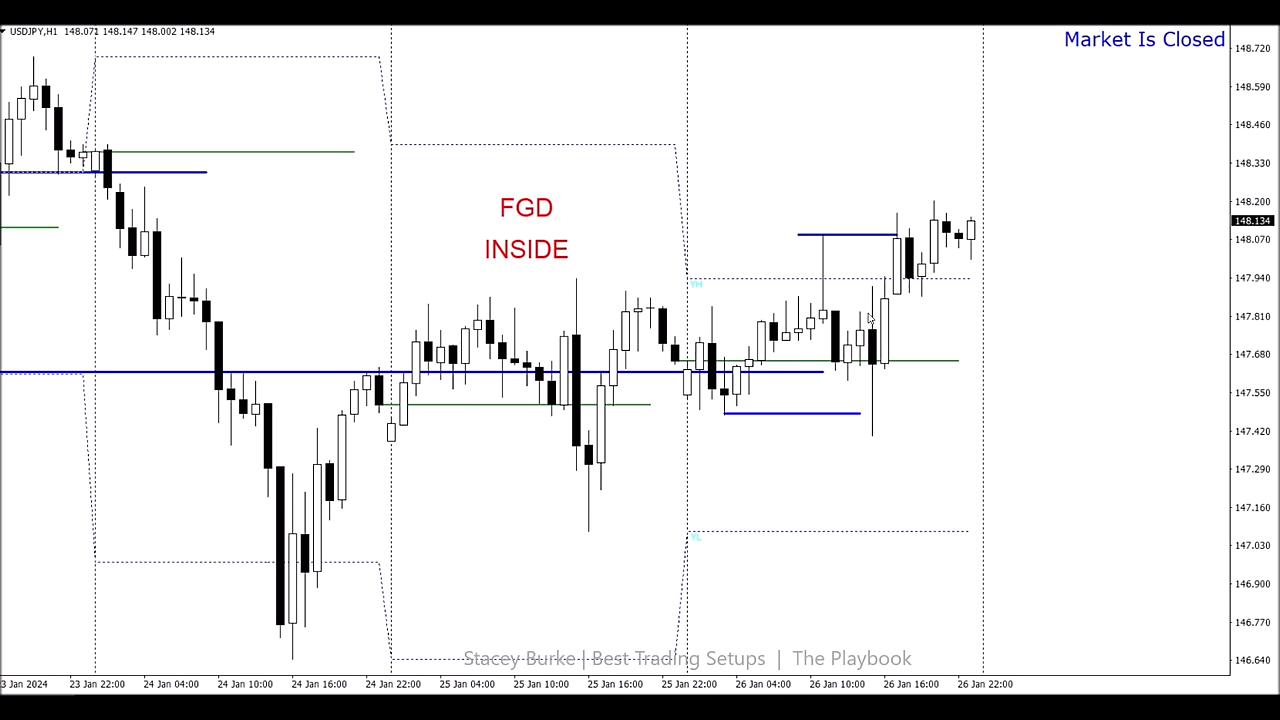 USDJPY,H1 148.071 148.147 148.002 148.134
Market Is Closed
148.720
148.590
148.460
148.330
148.200
148.134
148.070
147.940
147.810
147.680
147.550
147.420
147.290
147.160
147.030
146.900
146.770
146.640
FGD
INSIDE
YH
YL
Stacey Burke | Best Trading Setups | The Playbook
3 Jan 2024
23 Jan 22:00
24 Jan 04:00
24 Jan 10:00
24 Jan 16:00
24 Jan 22:00
25 Jan 04:00
25 Jan 10:00
25 Jan 16:00
25 Jan 22:00
26 Jan 04:00
26 Jan 10:00
26 Jan 16:00
26 Jan 22:00